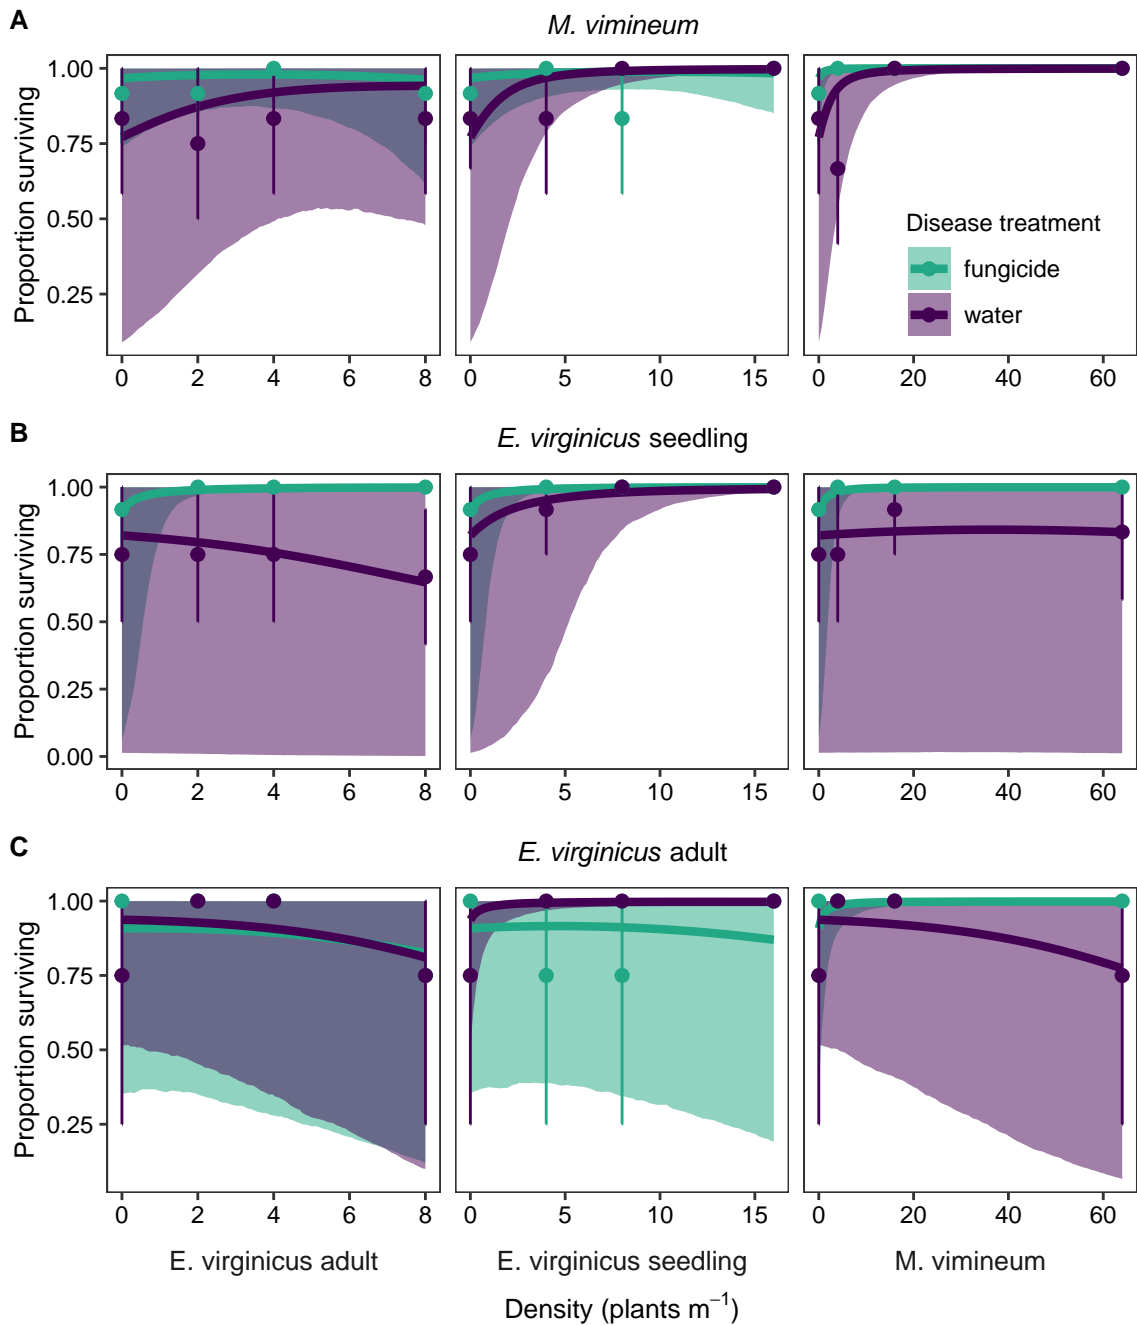 A
M. vimineum
Proportion surviving
1.00
0.75
0.50
0.25
0 2 4 6 8
0 5 10 15
0 20 40 60
Disease treatment
fungicide
water
B
E. virginicus seedling
Proportion surviving
1.00
0.75
0.50
0.25
0.00
0 2 4 6 8
0 5 10 15
0 20 40 60
C
E. virginicus adult
Proportion surviving
1.00
0.75
0.50
0.25
0 2 4 6 8
0 5 10 15
0 20 40 60
E. virginicus adult
E. virginicus seedling
M. vimineum
Density (plants m⁻¹)